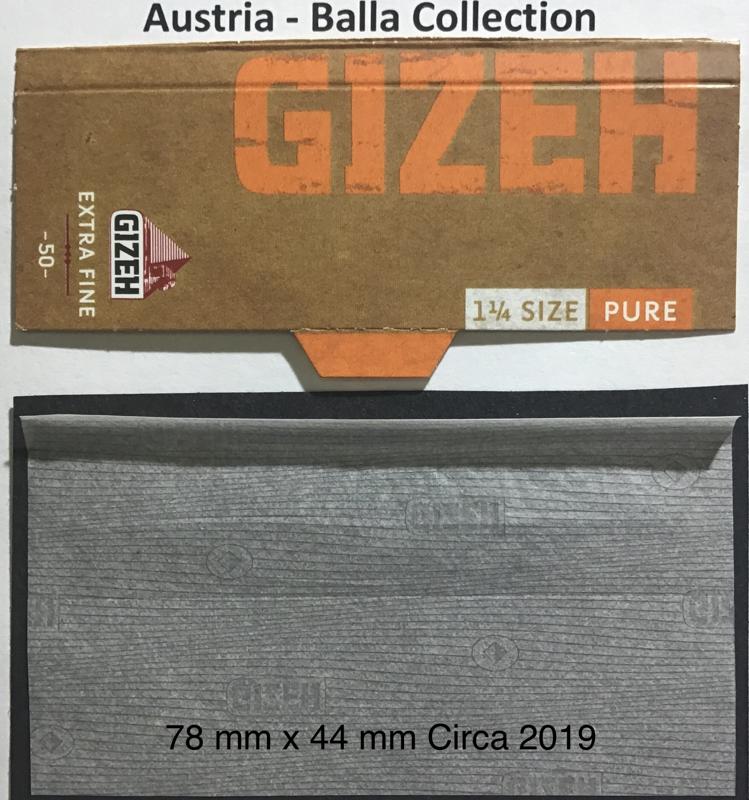 Austria - Balla Collection
GIZEH
GIZEH
EXTRA FINE
-50-
1¼ SIZE PURE
GIZEH
GIZEH
78 mm x 44 mm Circa 2019
GIZEH